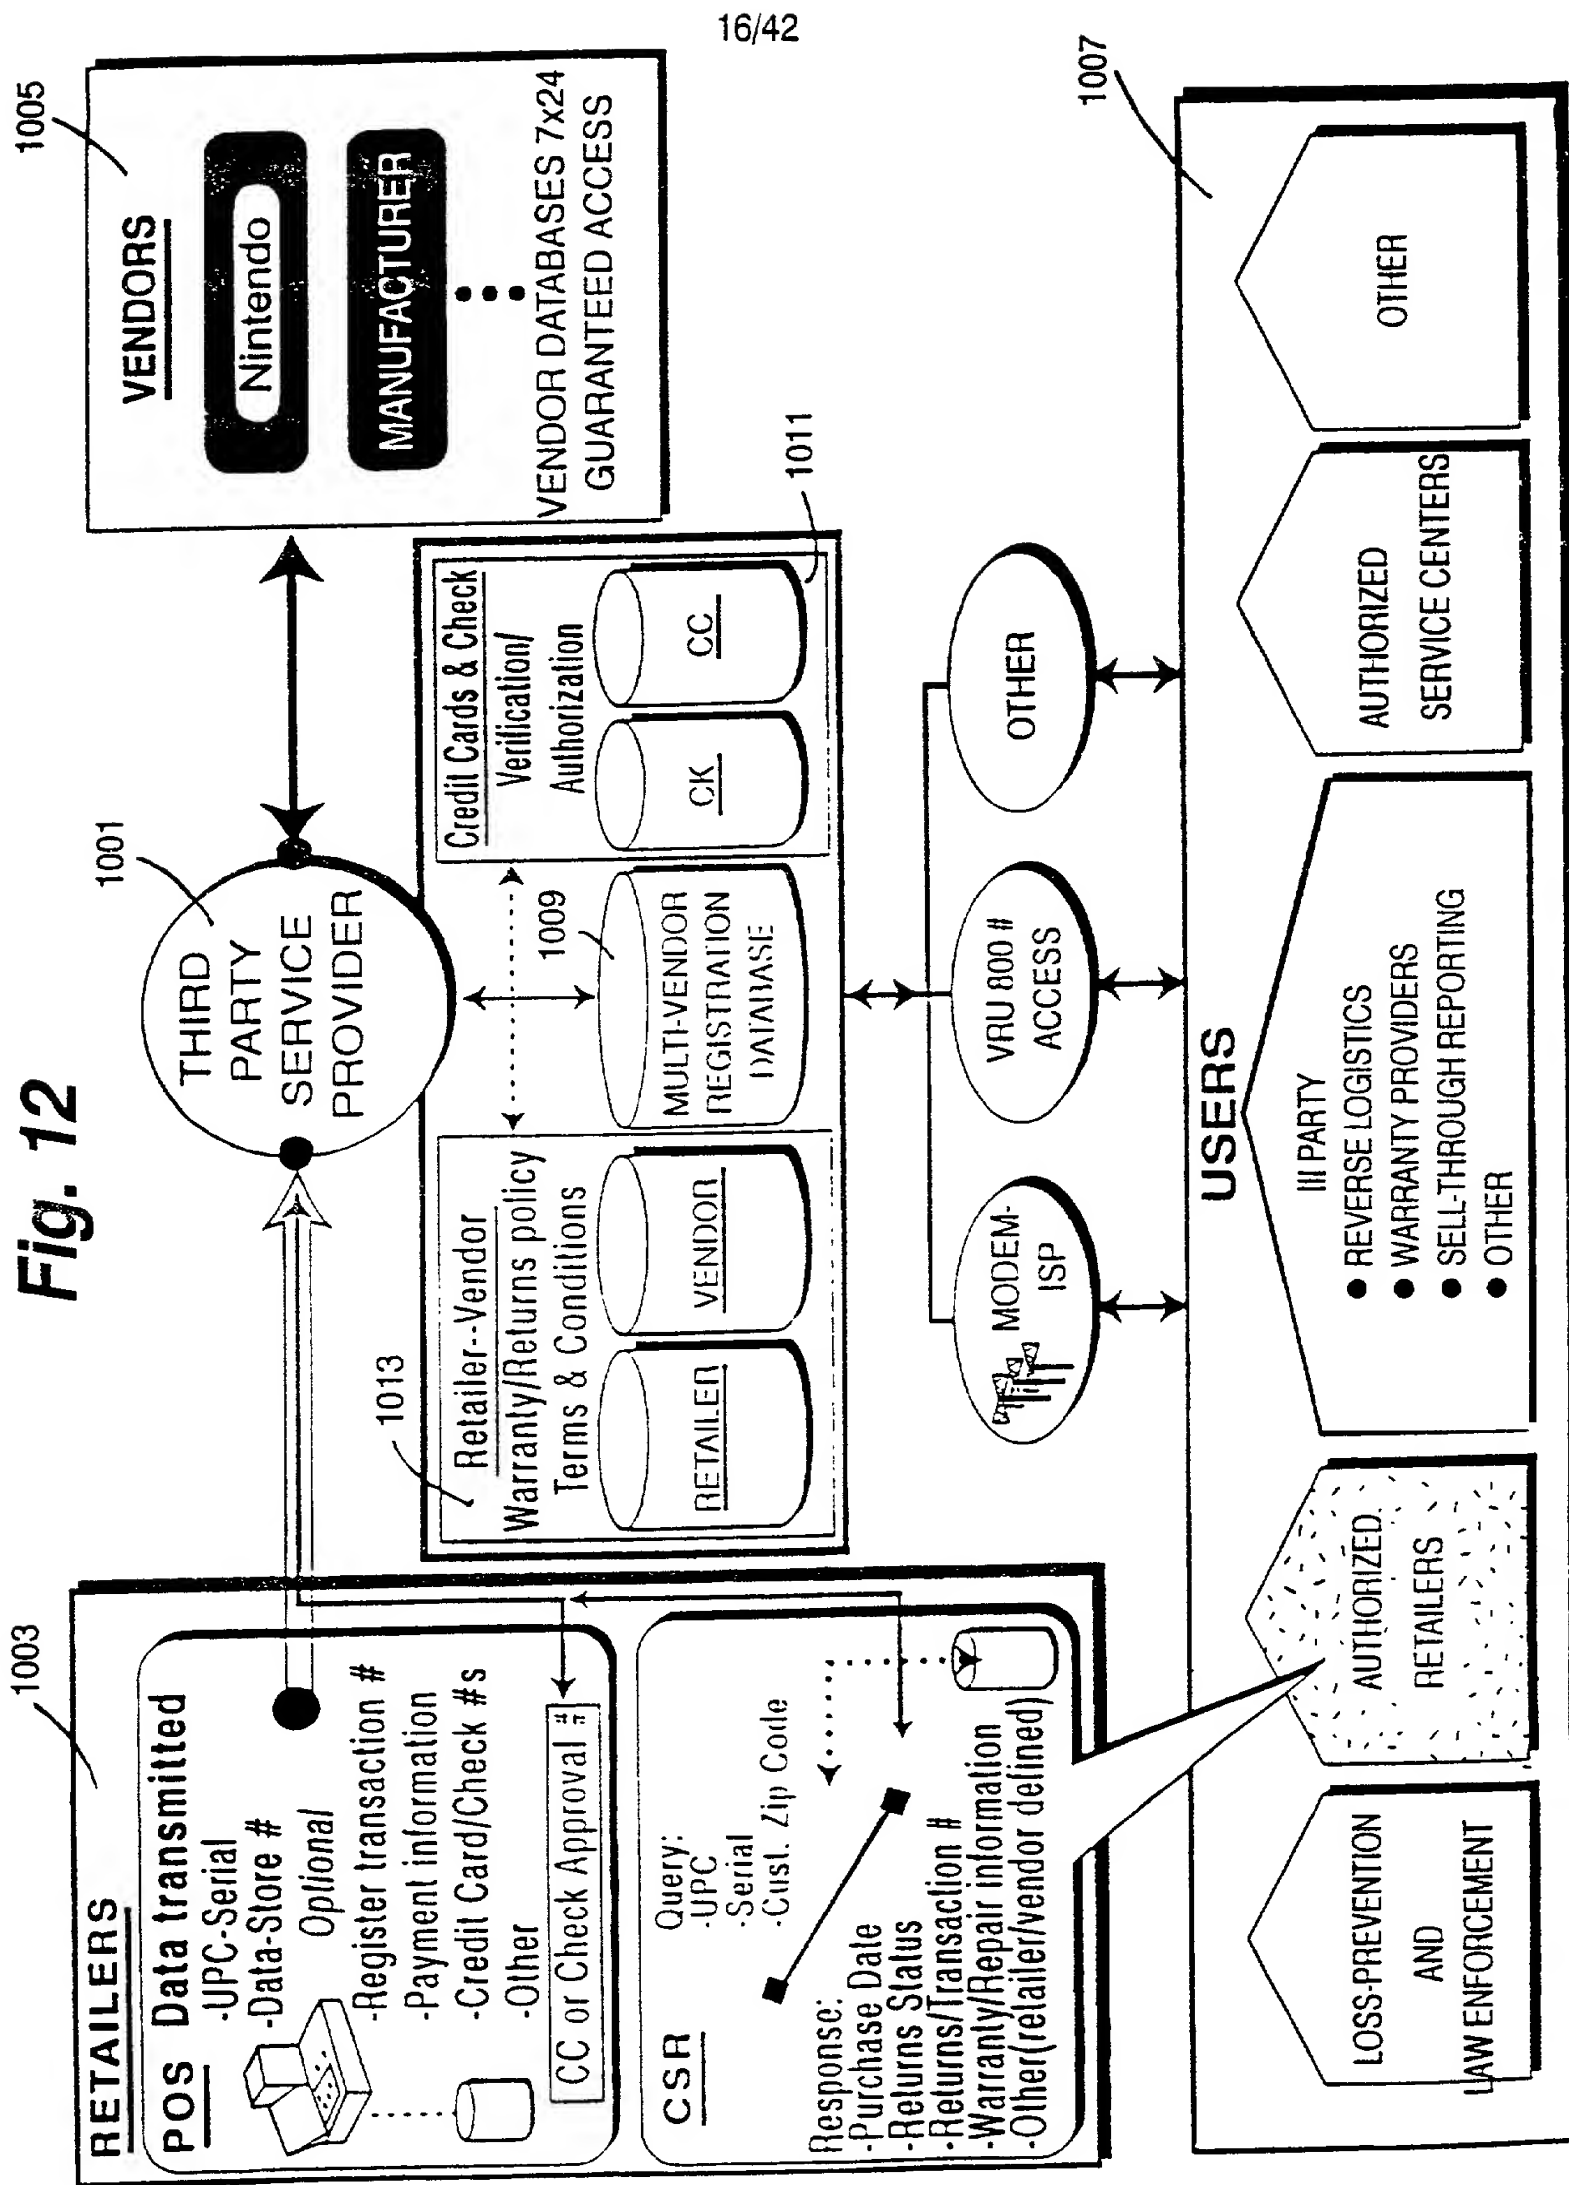 16/42
Fig. 12
1003
RETAILERS
POS Data transmitted
-UPC-Serial
-Data-Store #
Optional
-Register transaction #
-Payment information
-Credit Card/Check #s
-Other
CC or Check Approval #
CSR
Query:
-UPC
-Serial
-Cust. Zip Code
Response:
-Purchase Date
-Returns Status
-Returns/Transaction #
-Warranty/Repair information
-Other(retailer/vendor defined)
1001
THIRD
PARTY
SERVICE
PROVIDER
1005
VENDORS
Nintendo
MANUFACTURER
VENDOR DATABASES 7x24
GUARANTEED ACCESS
1013
Retailer--Vendor
Warranty/Returns policy
Terms & Conditions
RETAILER
VENDOR
1009
MULTI-VENDOR
REGISTRATION
DATABASE
Credit Cards & Check
Verification/
Authorization
CK
CC
1011
MODEM-
ISP
VRU 800 #
ACCESS
OTHER
USERS
1007
LOSS-PREVENTION
AND
LAW ENFORCEMENT
AUTHORIZED
RETAILERS
III PARTY
● REVERSE LOGISTICS
● WARRANTY PROVIDERS
● SELL-THROUGH REPORTING
● OTHER
AUTHORIZED
SERVICE CENTERS
OTHER